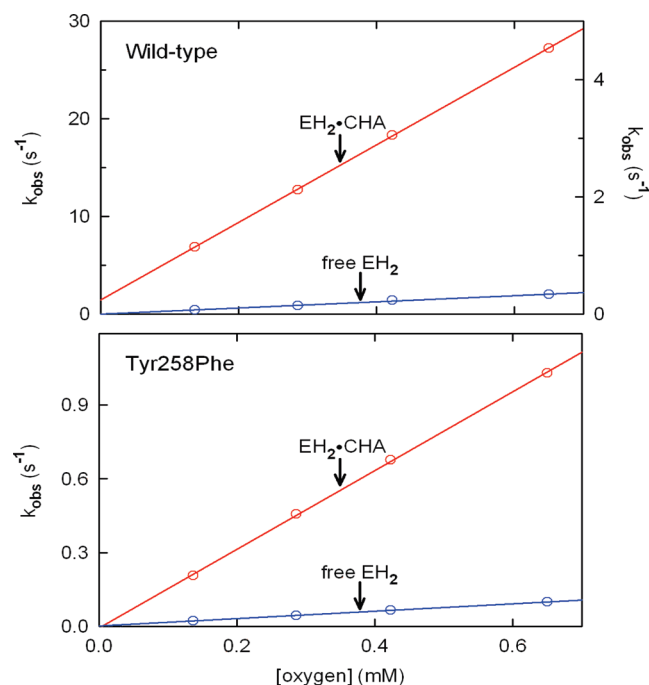 30
Wild-type
4
EH₂•CHA
20
k_obs (s⁻¹)
k_obs (s⁻¹)
2
10
free EH₂
0
0
Tyr258Phe
0.9
EH₂•CHA
0.6
k_obs (s⁻¹)
0.3
free EH₂
0.0
0.0 0.2 0.4 0.6
[oxygen] (mM)